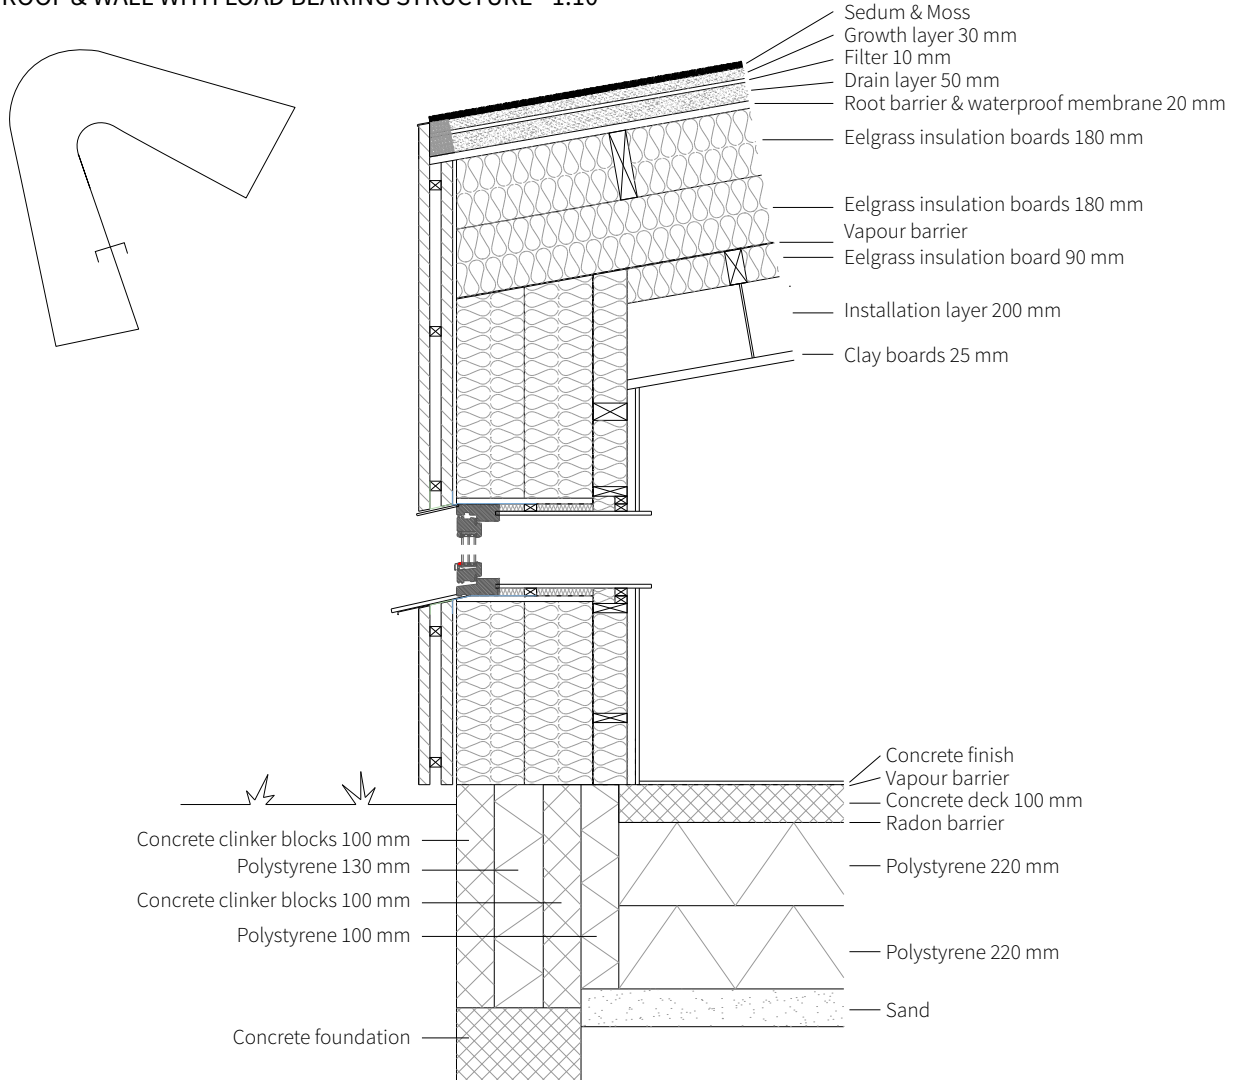 ROOF & WALL WITH LOAD BEARING STRUCTURE - 1:10
Sedum & Moss
Growth layer 30 mm
Filter 10 mm
Drain layer 50 mm
Root barrier & waterproof membrane 20 mm
Eelgrass insulation boards 180 mm
Eelgrass insulation boards 180 mm
Vapour barrier
Eelgrass insulation board 90 mm
Installation layer 200 mm
Clay boards 25 mm
Concrete finish
Vapour barrier
Concrete deck 100 mm
Radon barrier
Polystyrene 220 mm
Polystyrene 220 mm
Sand
Concrete clinker blocks 100 mm
Polystyrene 130 mm
Concrete clinker blocks 100 mm
Polystyrene 100 mm
Concrete foundation